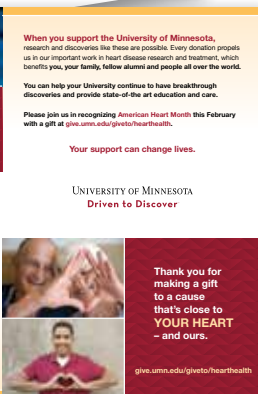 When you support the University of Minnesota,
research and discoveries like these are possible. Every donation propels
us in our important work in heart disease research and treatment, which
benefits you, your family, fellow alumni and people all over the world.
You can help your University continue to have breakthrough
discoveries and provide state-of-the art education and care.
Please join us in recognizing American Heart Month this February
with a gift at give.umn.edu/giveto/hearthealth.
Your support can change lives.
UNIVERSITY OF MINNESOTA
Driven to Discover
Thank you for
making a gift
to a cause
that's close to
YOUR HEART
– and ours.
give.umn.edu/giveto/hearthealth